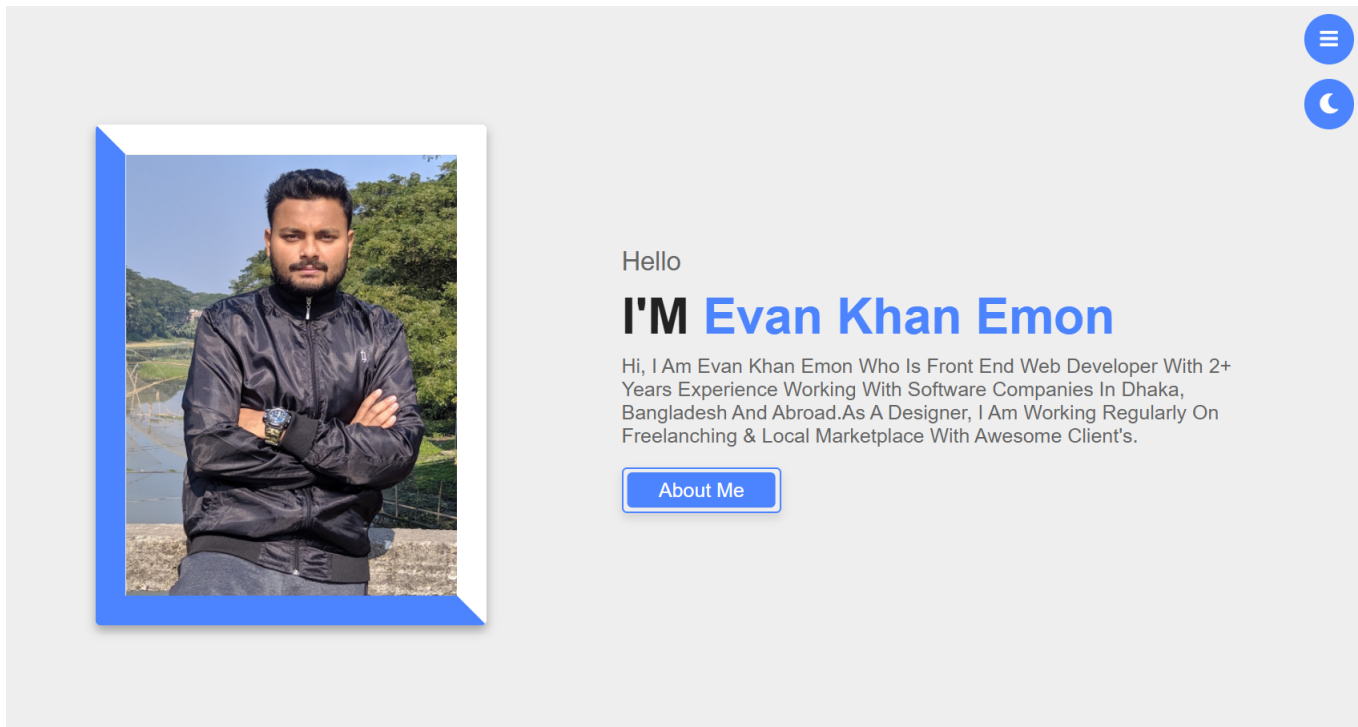 Hello
I'M Evan Khan Emon
Hi, I Am Evan Khan Emon Who Is Front End Web Developer With 2+
Years Experience Working With Software Companies In Dhaka,
Bangladesh And Abroad.As A Designer, I Am Working Regularly On
Freelanching & Local Marketplace With Awesome Client's.
About Me